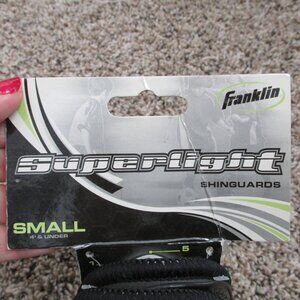 Franklin
Superlight
SHINGUARDS
SMALL
4' & UNDER
5